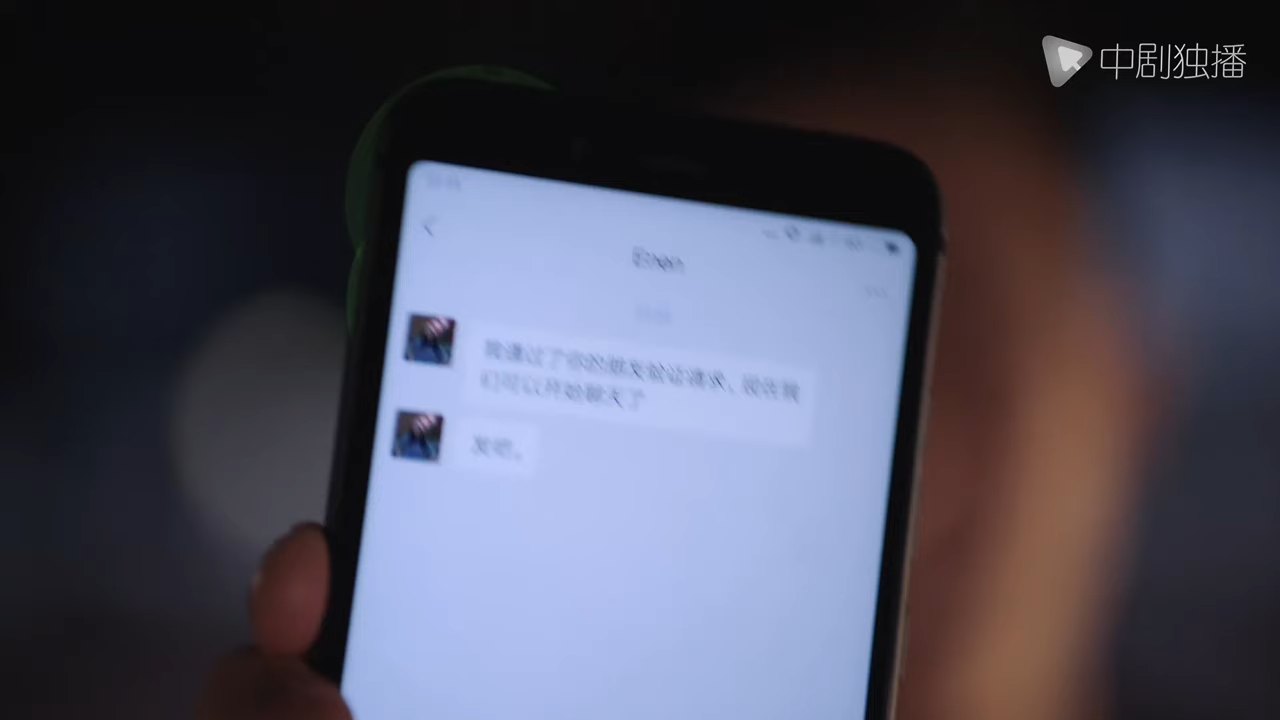 中剧独播
我通过了你的朋友验证请求，现在我
们可以开始聊天了
发吧。